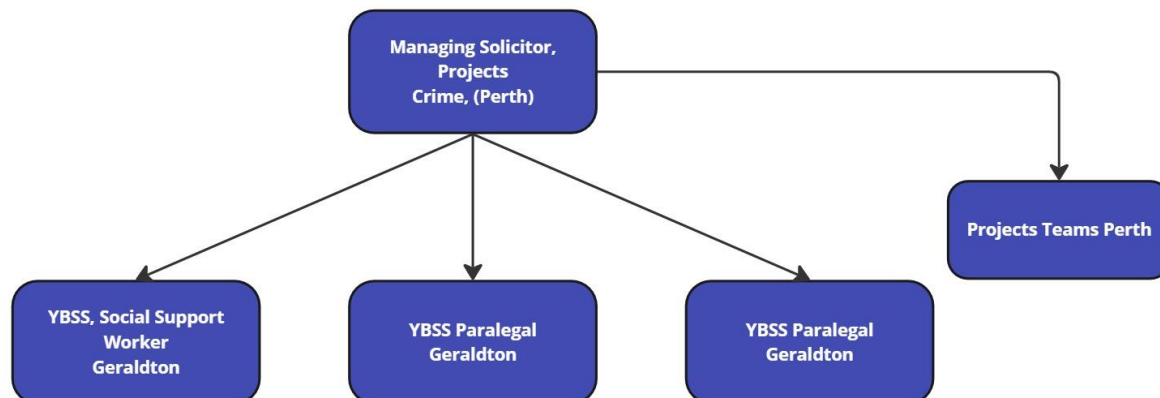 Managing Solicitor,
Projects
Crime, (Perth)
Projects Teams Perth
YBSS, Social Support
Worker
Geraldton
YBSS Paralegal
Geraldton
YBSS Paralegal
Geraldton